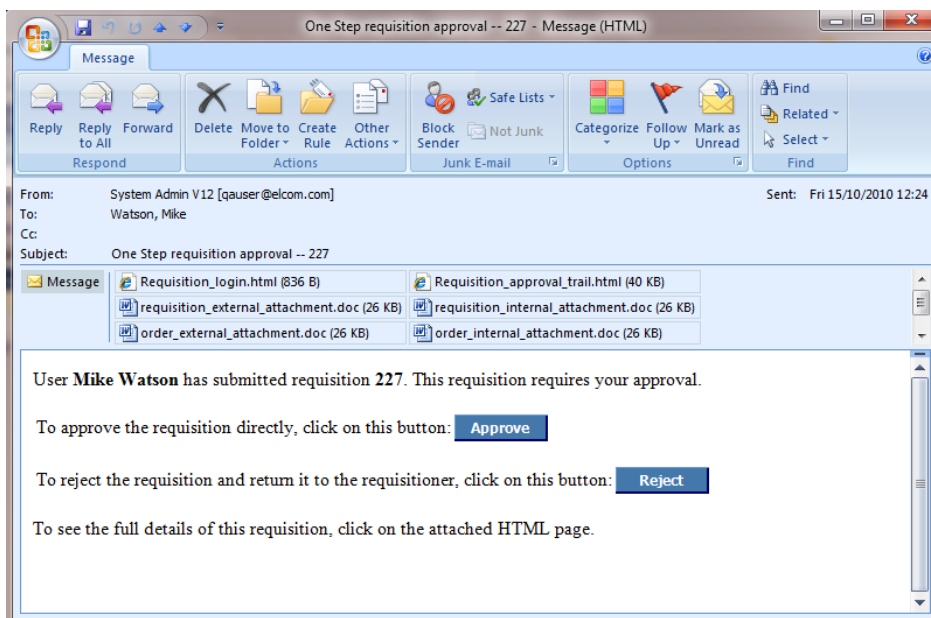 One Step requisition approval -- 227 - Message (HTML)
Message
Reply Reply to All Forward
Respond
Delete Move to Folder Create Rule Other Actions
Actions
Block Sender Safe Lists Not Junk
Junk E-mail
Categorize Follow Up Mark as Unread
Options
Find Related Select
Find
From: System Admin V12 [qauser@elcom.com] Sent: Fri 15/10/2010 12:24
To: Watson, Mike
Cc:
Subject: One Step requisition approval -- 227
Message Requisition_login.html (836 B) Requisition_approval_trail.html (40 KB)
requisition_external_attachment.doc (26 KB) requisition_internal_attachment.doc (26 KB)
order_external_attachment.doc (26 KB) order_internal_attachment.doc (26 KB)
User Mike Watson has submitted requisition 227. This requisition requires your approval.
To approve the requisition directly, click on this button: Approve
To reject the requisition and return it to the requisitioner, click on this button: Reject
To see the full details of this requisition, click on the attached HTML page.